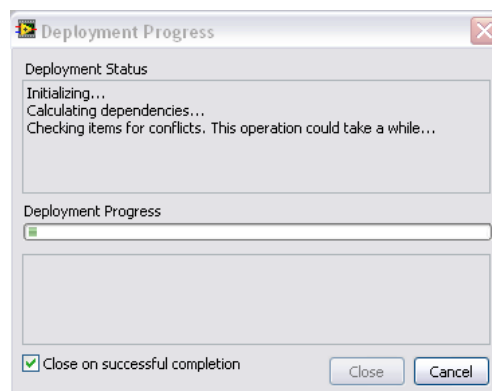 Deployment Progress
Deployment Status
Initializing...
Calculating dependencies...
Checking items for conflicts. This operation could take a while...
Deployment Progress
Close on successful completion
Close
Cancel